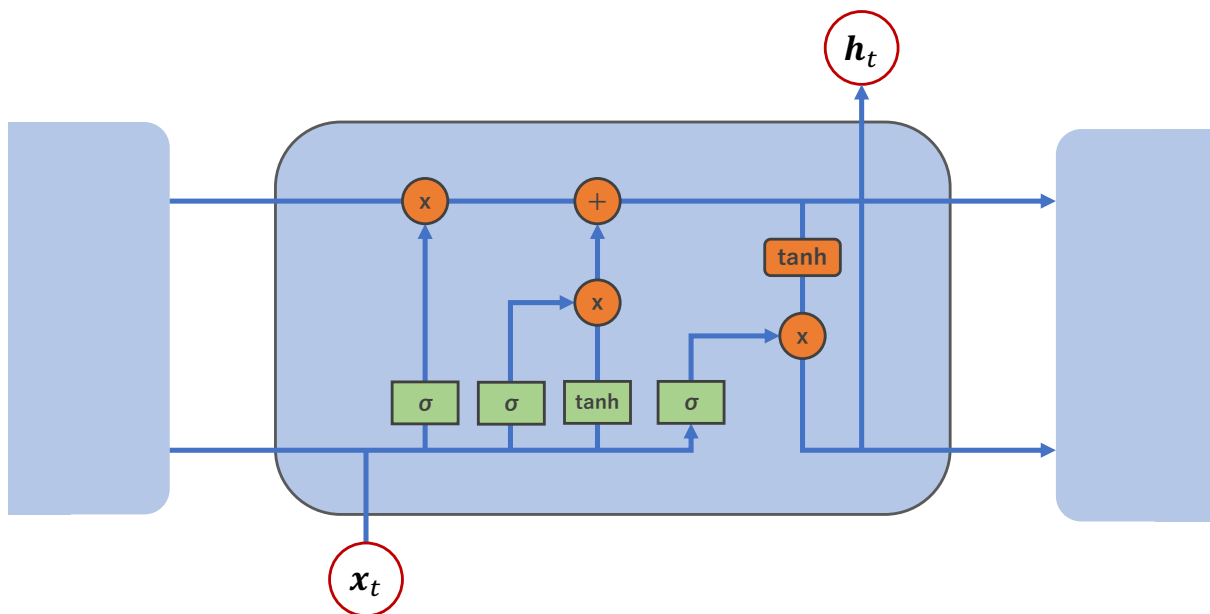 h_t
x
+
tanh
x
x
σ
σ
tanh
σ
x_t